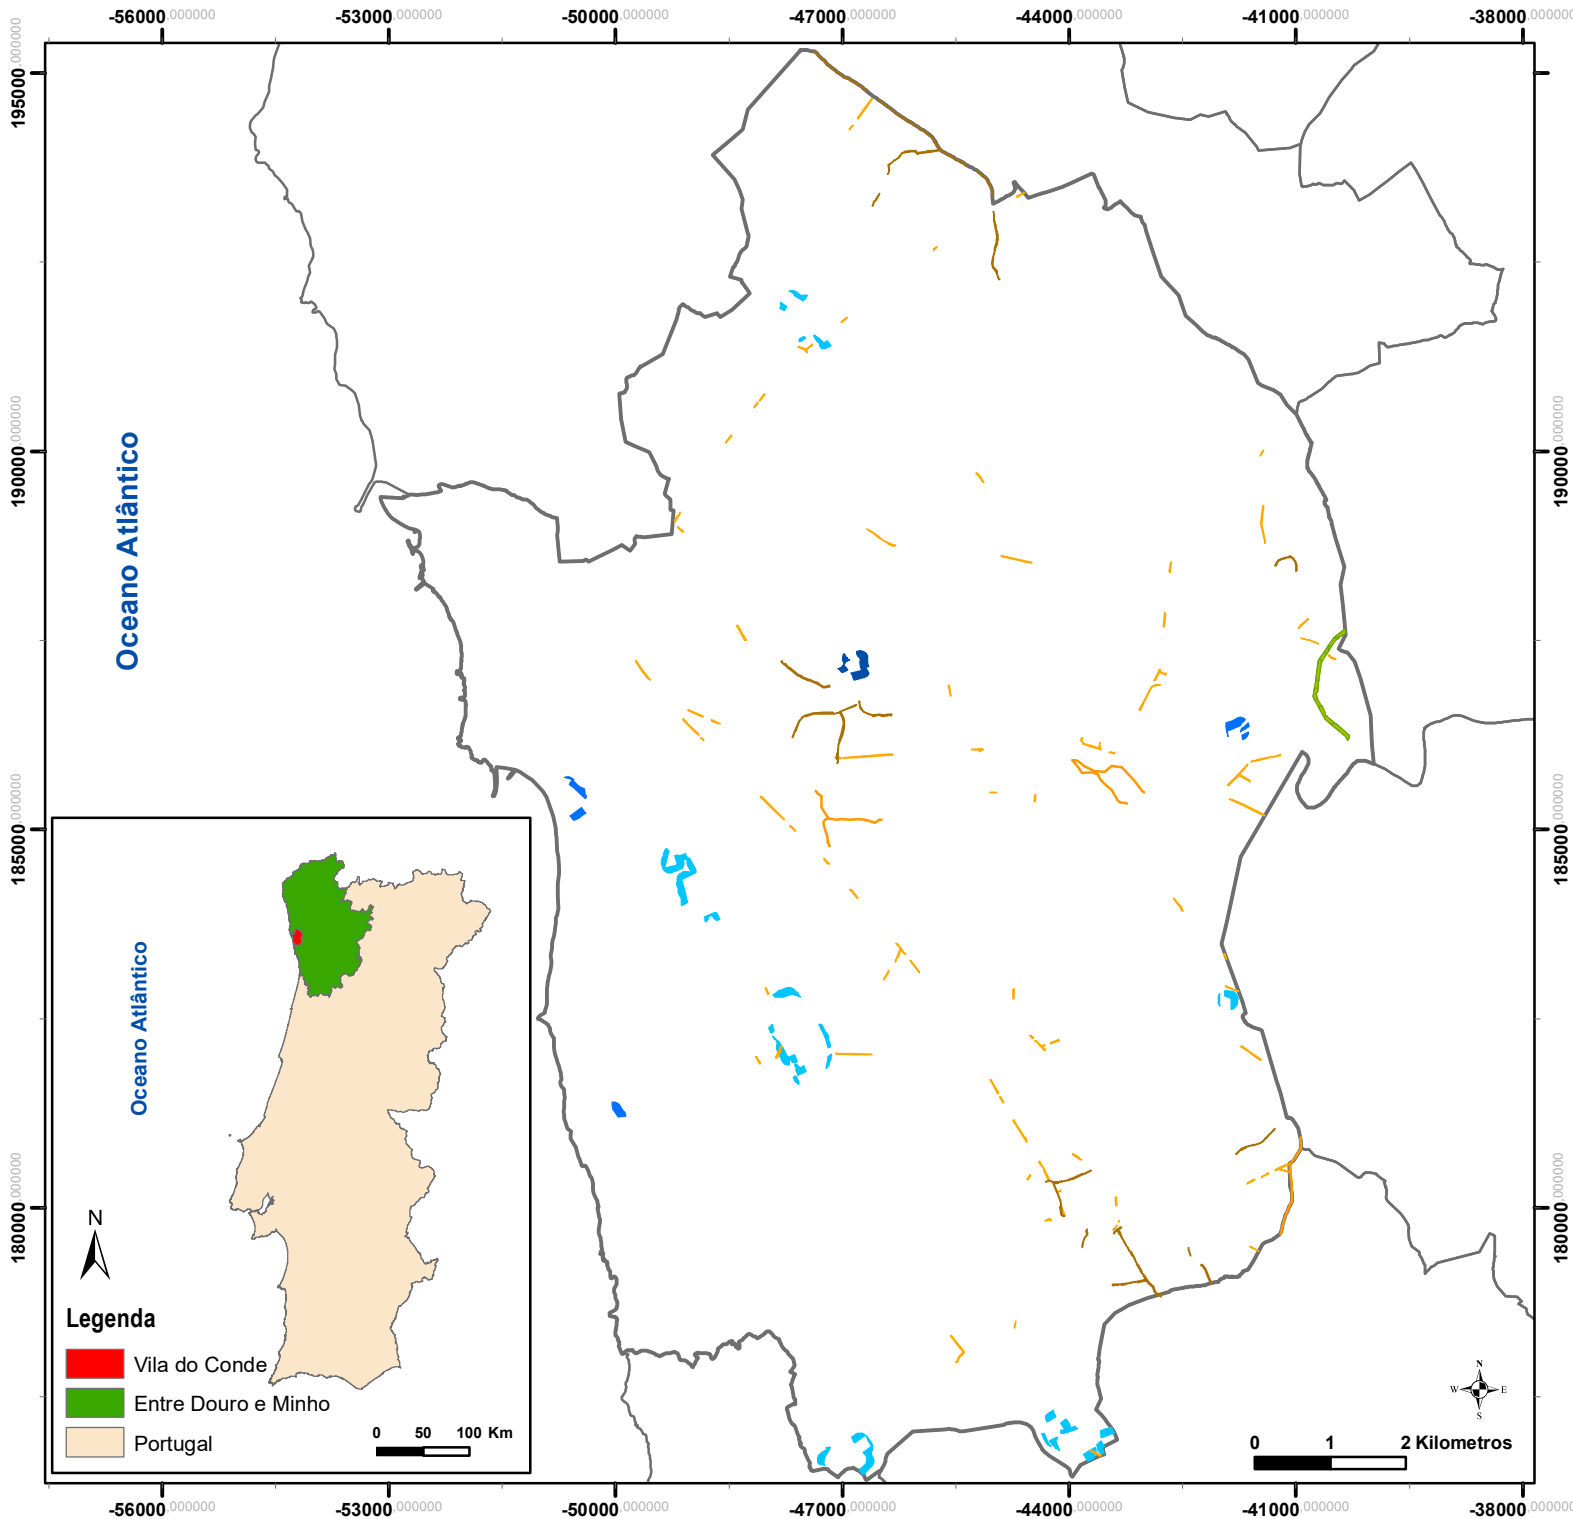 -56000,000000 -53000,000000 -50000,000000 -47000,000000 -44000,000000 -41000,000000 -38000,000000
195000,000000
190000,000000
185000,000000
180000,000000
Oceano Atlântico
Oceano Atlântico
N
Legenda
Vila do Conde
Entre Douro e Minho
Portugal
0 50 100 Km
N
W E
S
0 1 2 Kilometros
195000,000000
190000,000000
185000,000000
180000,000000
-56000,000000 -53000,000000 -50000,000000 -47000,000000 -44000,000000 -41000,000000 -38000,000000